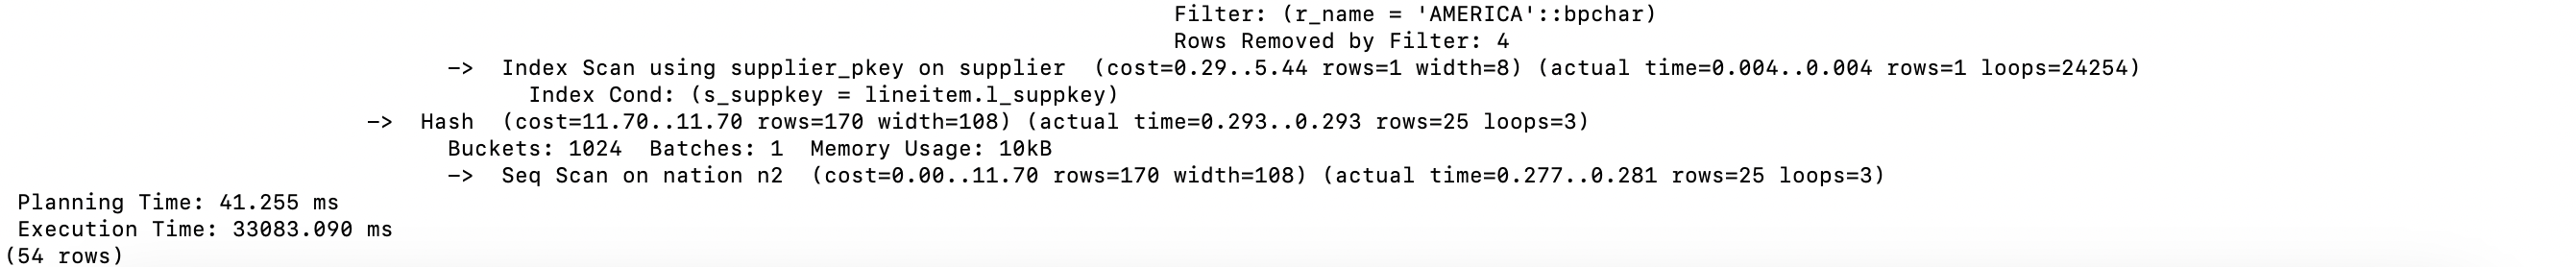 Filter: (r_name = 'AMERICA'::bpchar)
Rows Removed by Filter: 4
-> Index Scan using supplier_pkey on supplier (cost=0.29..5.44 rows=1 width=8) (actual time=0.004..0.004 rows=1 loops=24254)
Index Cond: (s_suppkey = lineitem.l_suppkey)
-> Hash (cost=11.70..11.70 rows=170 width=108) (actual time=0.293..0.293 rows=25 loops=3)
Buckets: 1024 Batches: 1 Memory Usage: 10kB
-> Seq Scan on nation n2 (cost=0.00..11.70 rows=170 width=108) (actual time=0.277..0.281 rows=25 loops=3)
Planning Time: 41.255 ms
Execution Time: 33083.090 ms
(54 rows)